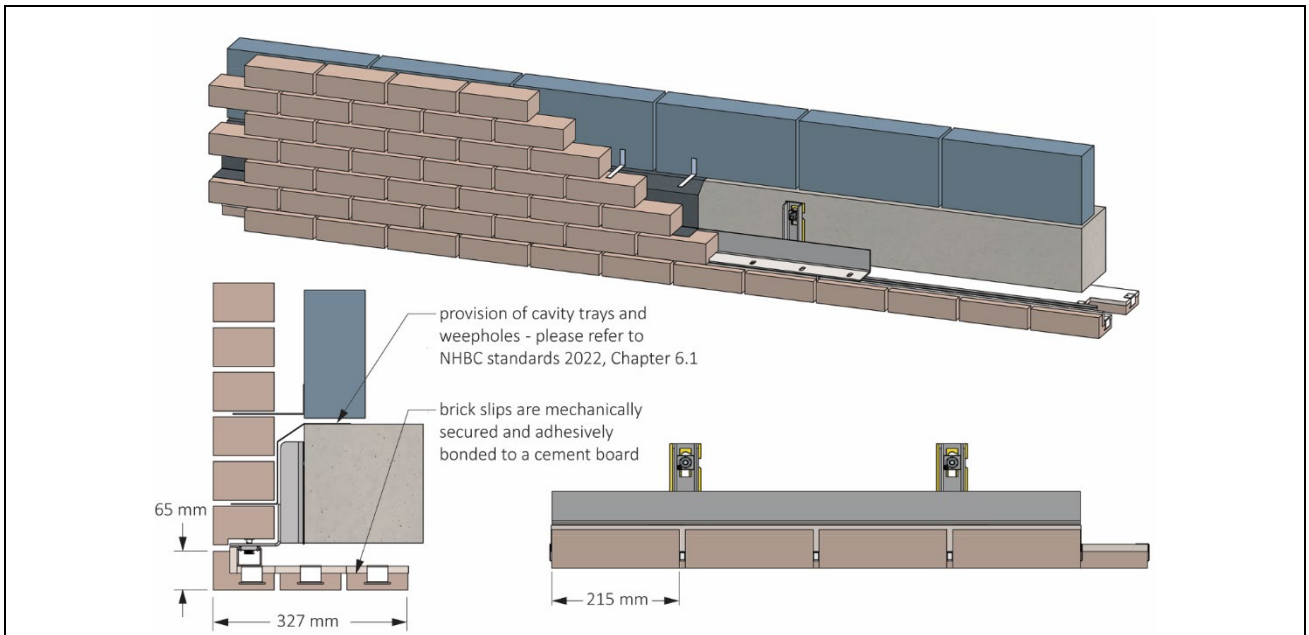 provision of cavity trays and
weepholes - please refer to
NHBC standards 2022, Chapter 6.1
brick slips are mechanically
secured and adhesively
bonded to a cement board
65 mm
327 mm
215 mm